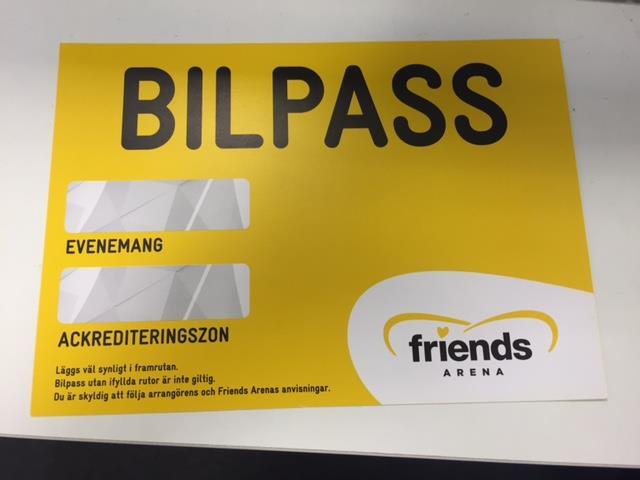 BILPASS
EVENEMANG
ACKREDITERINGSZON
Läggs väl synligt i framrutan.
Bilpass utan ifyllda rutor är inte giltig.
Du är skyldig att följa arrangörens och Friends Arenas anvisningar.
friends
ARENA